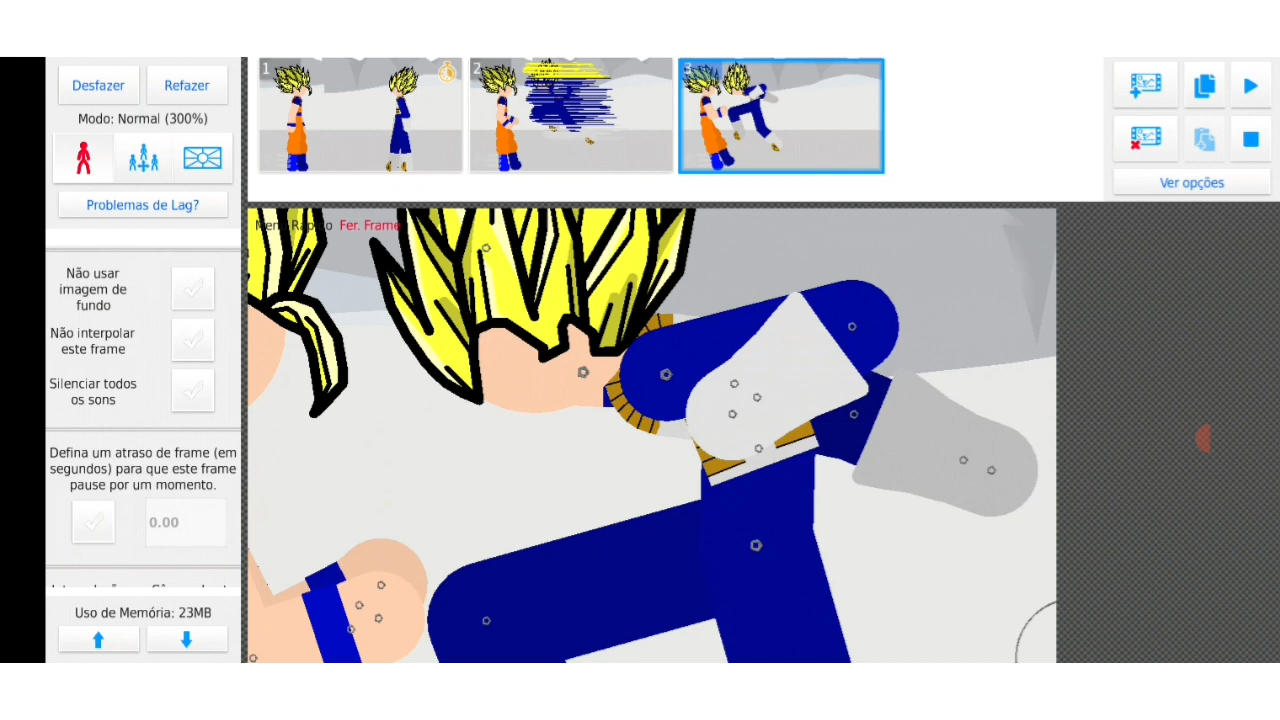 Desfazer
Refazer
Modo: Normal (300%)
Problemas de Lag?
Não usar
imagem de
fundo
Não interpolar
este frame
Silenciar todos
os sons
Defina um atraso de frame (em
segundos) para que este frame
pause por um momento.
0.00
Uso de Memória: 23MB
1
2
3
Ver opções
Fer. Frame